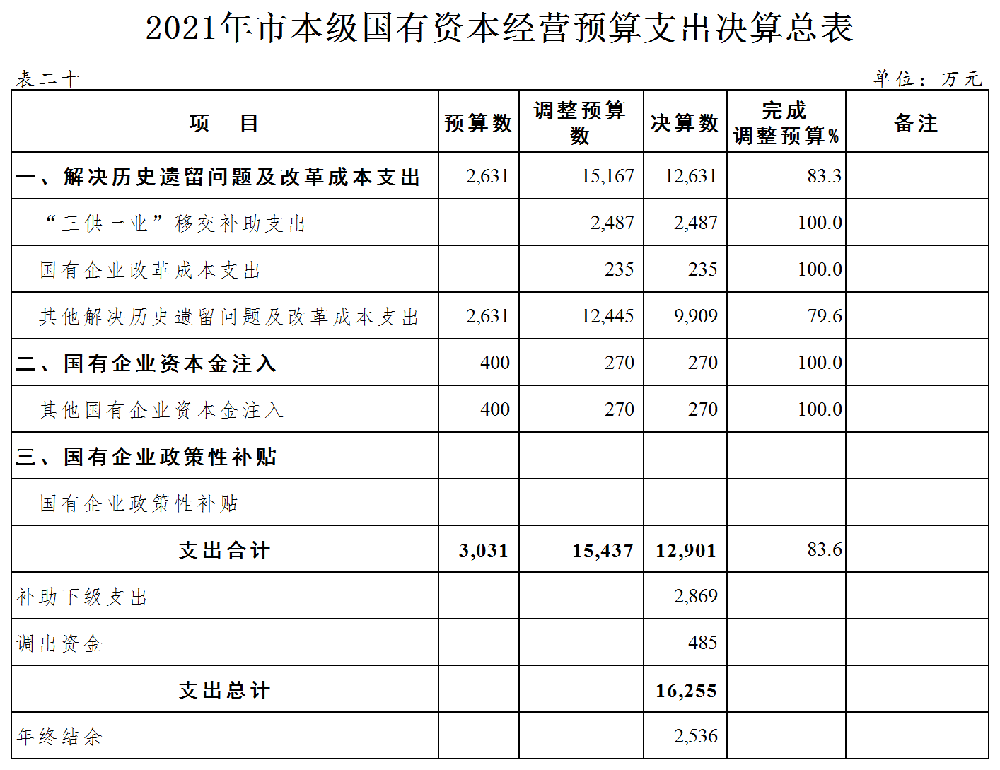 2021年市本级国有资本经营预算支出决算总表
表二十 单位：万元
项 目 预算数 调整预算数 决算数 完成调整预算% 备注
一、解决历史遗留问题及改革成本支出 2,631 15,167 12,631 83.3
“三供一业”移交补助支出 2,487 2,487 100.0
国有企业改革成本支出 235 235 100.0
其他解决历史遗留问题及改革成本支出 2,631 12,445 9,909 79.6
二、国有企业资本金注入 400 270 270 100.0
其他国有企业资本金注入 400 270 270 100.0
三、国有企业政策性补贴
国有企业政策性补贴
支出合计 3,031 15,437 12,901 83.6
补助下级支出 2,869
调出资金 485
支出总计 16,255
年终结余 2,536